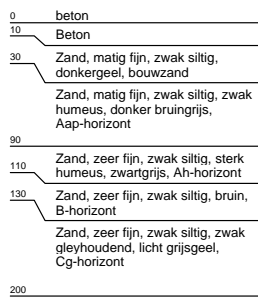 0 beton
10 Beton
30 Zand, matig fijn, zwak siltig,
donkergeel, bouwzand
Zand, matig fijn, zwak siltig, zwak
humeus, donker bruingrijs,
Aap-horizont
90
Zand, zeer fijn, zwak siltig, sterk
110 humeus, zwartgrijs, Ah-horizont
130 Zand, zeer fijn, zwak siltig, bruin,
B-horizont
Zand, zeer fijn, zwak siltig, zwak
gleyhoudend, licht grijsgeel,
Cg-horizont
200